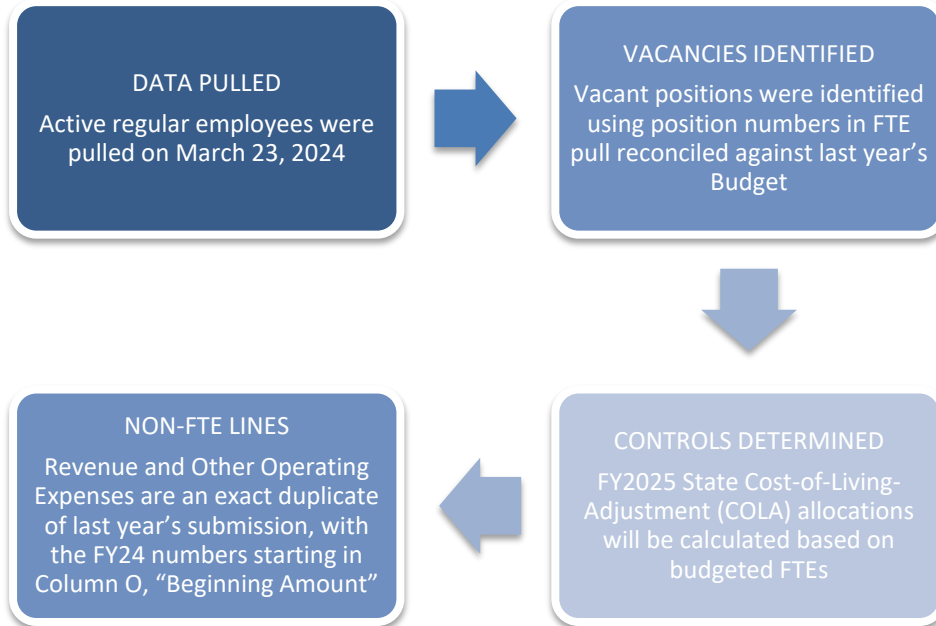 DATA PULLED
Active regular employees were
pulled on March 23, 2024
VACANCIES IDENTIFIED
Vacant positions were identified
using position numbers in FTE
pull reconciled against last year’s
Budget
CONTROLS DETERMINED
FY2025 State Cost-of-Living-
Adjustment (COLA) allocations
will be calculated based on
budgeted FTEs
NON-FTE LINES
Revenue and Other Operating
Expenses are an exact duplicate
of last year’s submission, with
the FY24 numbers starting in
Column O, “Beginning Amount”